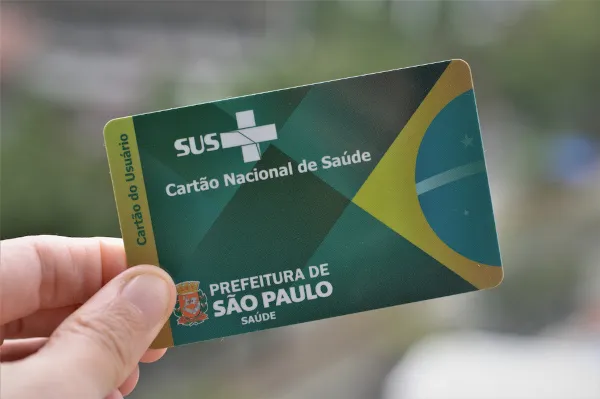 Cartão do Usuário
SUS
Cartão Nacional de Saúde
PREFEITURA DE
SÃO PAULO
SAÚDE